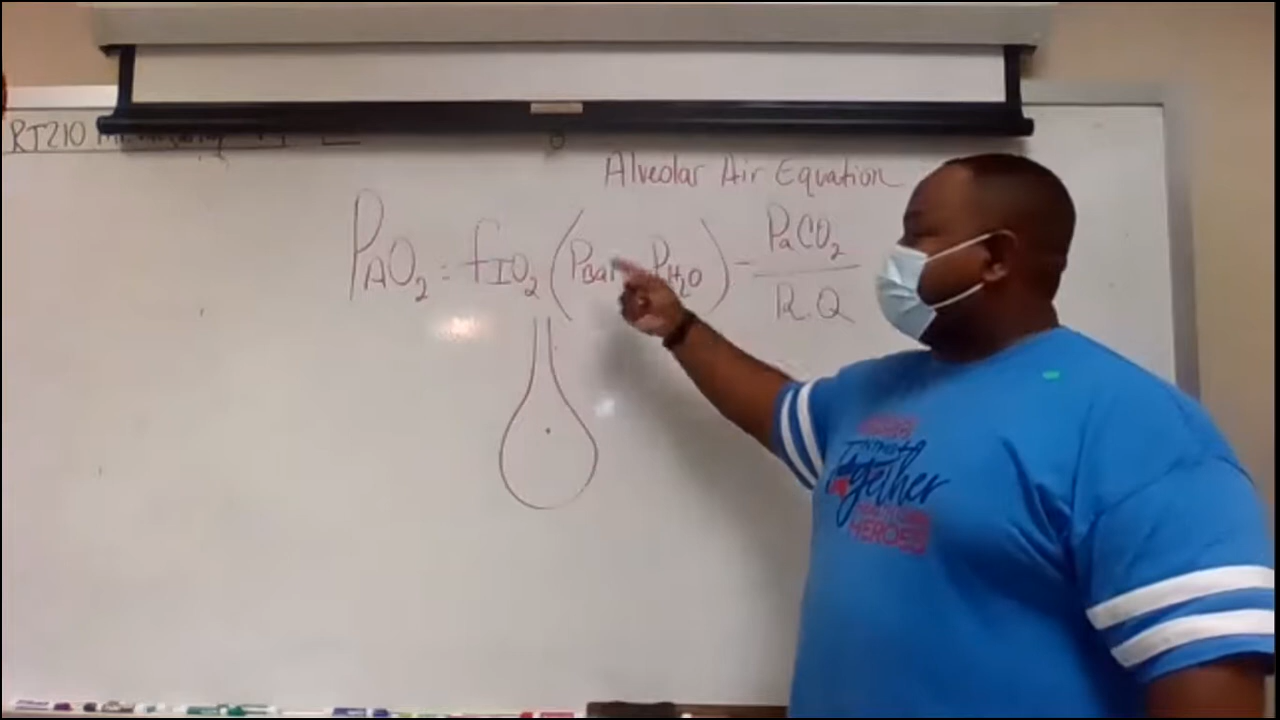 RT210
Alveolar Air Equation
PAO2 = FIO2 (PBar - PH2O) - PaCO2 / R.Q
together
HEROES